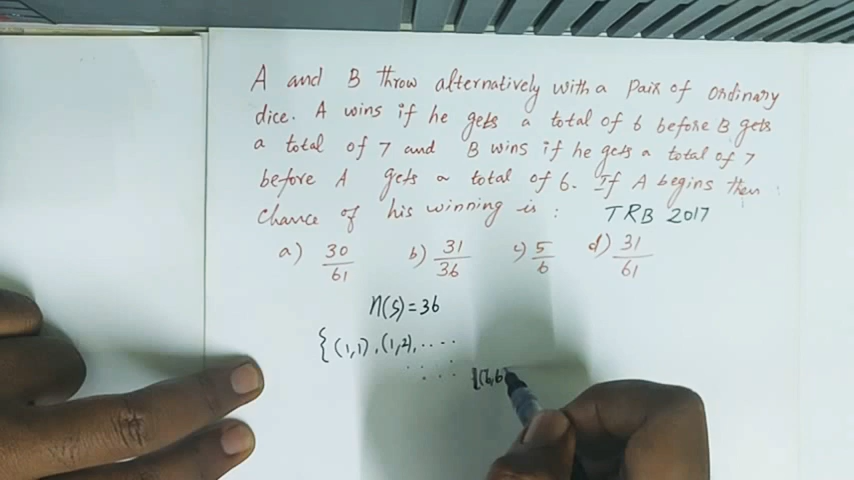 A and B throw alternatively with a pair of ordinary
dice. A wins if he gets a total of 6 before B gets
a total of 7 and B wins if he gets a total of 7
before A gets a total of 6. If A begins then
chance of his winning is : TRB 2017
a) 30/61 b) 31/36 c) 5/6 d) 31/61
n(s) = 36
{(1,1), (1,2), ....
....
... (6,6)